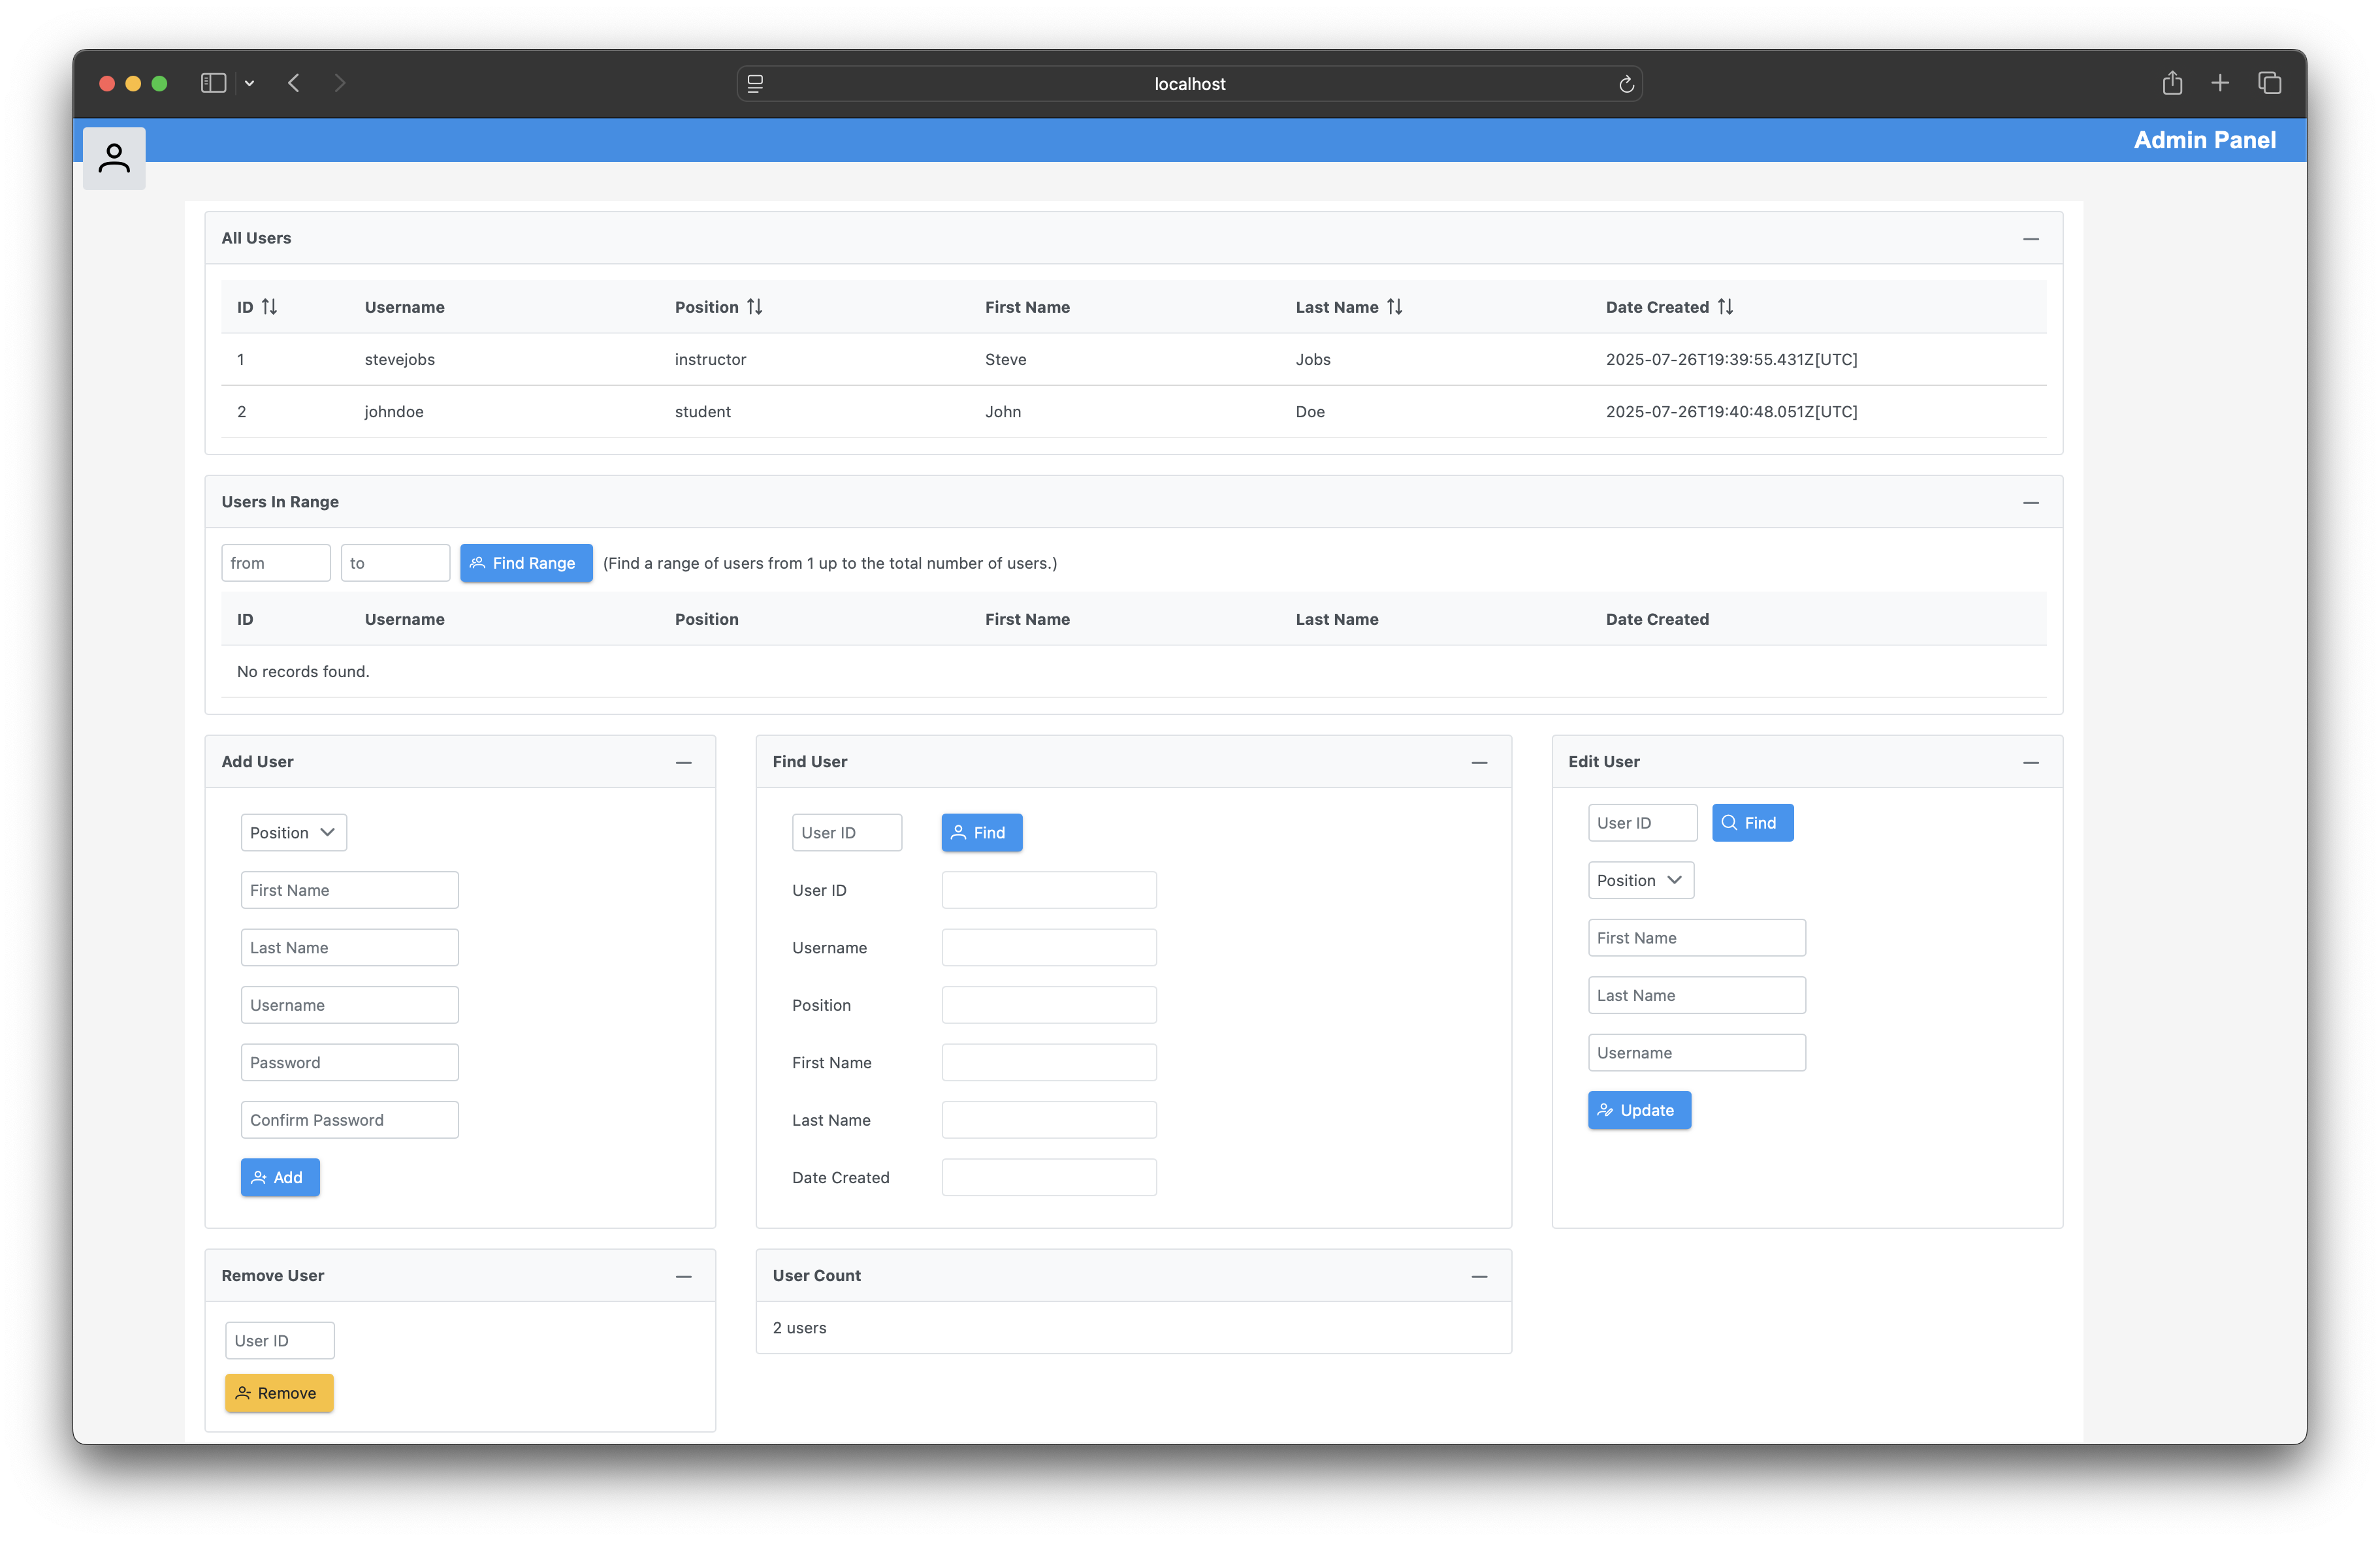 localhost
Admin Panel
All Users
ID Username Position First Name Last Name Date Created
1 stevejobs instructor Steve Jobs 2025-07-26T19:39:55.431Z[UTC]
2 johndoe student John Doe 2025-07-26T19:40:48.051Z[UTC]
Users In Range
from to Find Range (Find a range of users from 1 up to the total number of users.)
ID Username Position First Name Last Name Date Created
No records found.
Add User
Position
First Name
Last Name
Username
Password
Confirm Password
Add
Find User
User ID Find
User ID
Username
Position
First Name
Last Name
Date Created
Edit User
User ID Find
Position
First Name
Last Name
Username
Update
Remove User
User ID
Remove
User Count
2 users